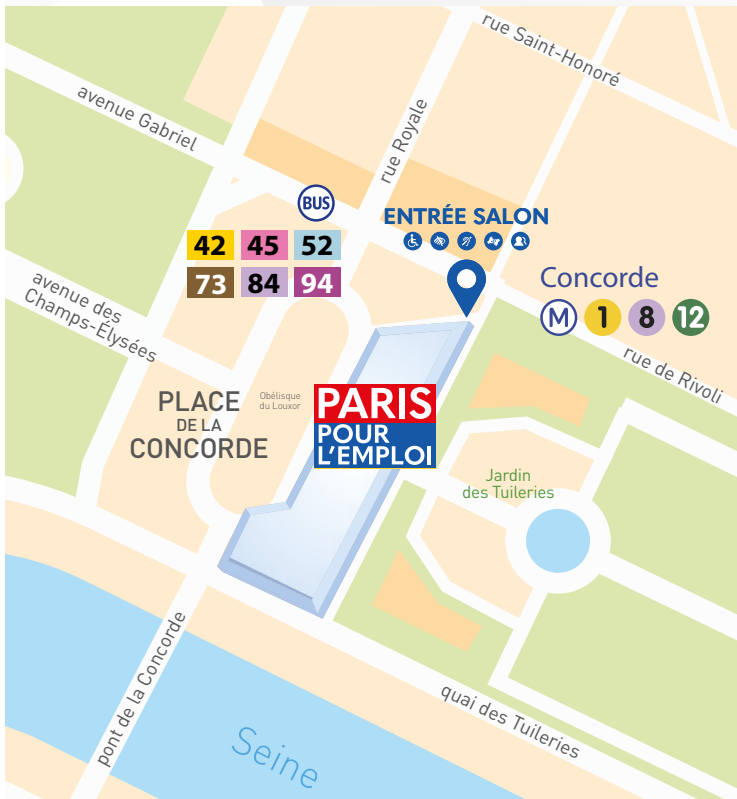 rue Saint-Honoré
avenue Gabriel
rue Royale
BUS
ENTRÉE SALON
42 45 52
73 84 94
Concorde
M 1 8 12
avenue des
Champs-Élysées
rue de Rivoli
PLACE
DE LA
CONCORDE
Obélisque
du Louxor
PARIS
POUR
L'EMPLOI
Jardin
des Tuileries
pont de la Concorde
quai des Tuileries
Seine